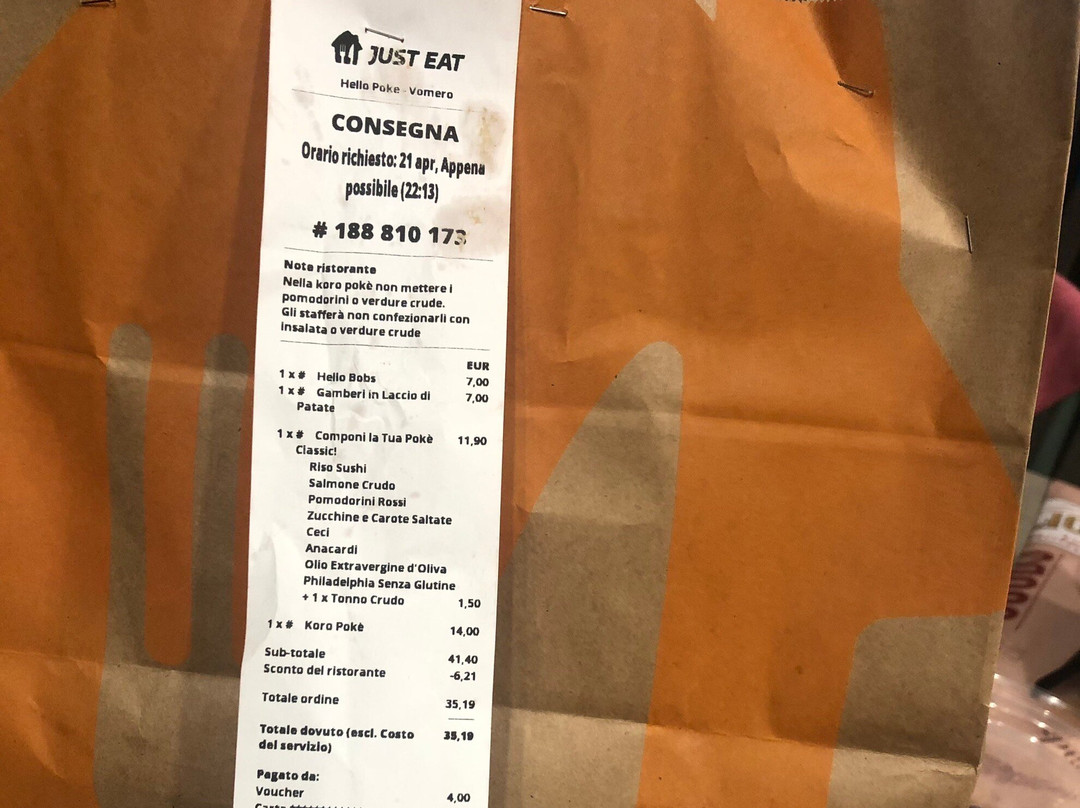 JUST EAT
Hello Poke - Vomero
CONSEGNA
Orario richiesto: 21 apr, Appena
possibile (22:13)
# 188 810 173
Note ristorante
Nella koro pokè non mettere i
pomodorini o verdure crude.
Gli stafferà non confezionarli con
insalata o verdure crude
EUR
1 x # Hello Bobs 7,00
1 x # Gamberi in Laccio di 7,00
Patate
1 x # Componi la Tua Pokè 11,90
Classic!
Riso Sushi
Salmone Crudo
Pomodorini Rossi
Zucchine e Carote Saltate
Ceci
Anacardi
Olio Extravergine d'Oliva
Philadelphia Senza Glutine
+ 1 x Tonno Crudo 1,50
1 x # Koro Pokè 14,00
Sub-totale 41,40
Sconto del ristorante -6,21
Totale ordine 35,19
Totale dovuto (escl. Costo 35,19
del servizio)
Pagato da:
Voucher 4,00